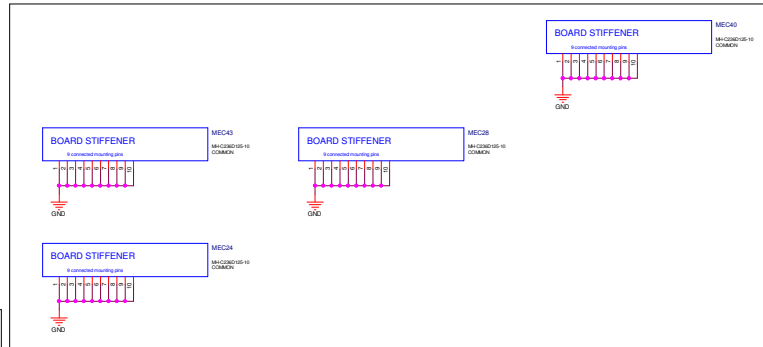 MEC40
BOARD STIFFENER
MH-C236D125-10
COMMON
9 connected mounting pins
1 2 3 4 5 6 7 8 9 10
GND
MEC43
BOARD STIFFENER
MH-C236D125-10
COMMON
9 connected mounting pins
1 2 3 4 5 6 7 8 9 10
GND
MEC28
BOARD STIFFENER
MH-C236D125-10
COMMON
9 connected mounting pins
1 2 3 4 5 6 7 8 9 10
GND
MEC24
BOARD STIFFENER
MH-C236D125-10
COMMON
9 connected mounting pins
1 2 3 4 5 6 7 8 9 10
GND